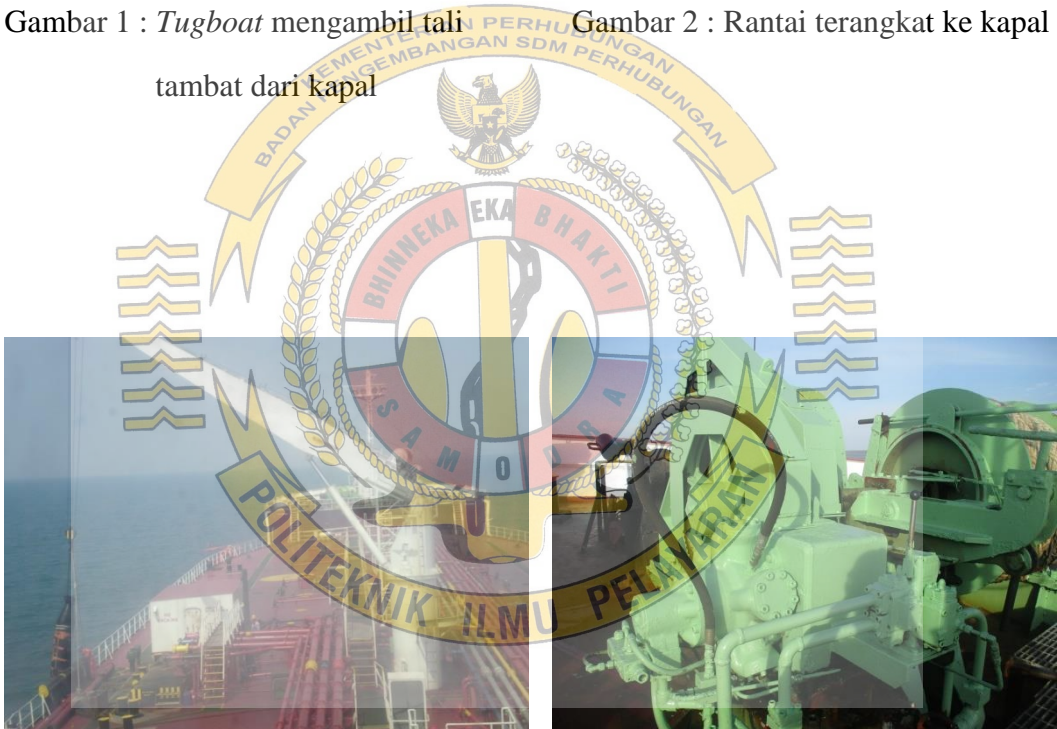 Gambar 1 : Tugboat mengambil tali
tambat dari kapal
Gambar 2 : Rantai terangkat ke kapal
KEMENTERIAN PERHUBUNGAN
BADAN PENGEMBANGAN SDM PERHUBUNGAN
BHINNEKA EKA BHAKTI
SAMODRA
POLITEKNIK ILMU PELAYARAN